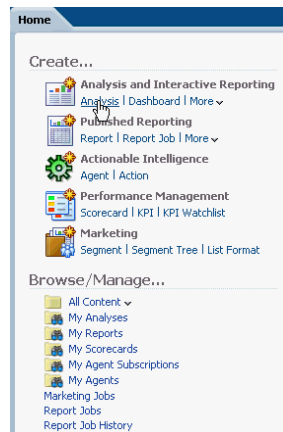 Home
Create...
Analysis and Interactive Reporting
Analysis | Dashboard | More
Published Reporting
Report | Report Job | More
Actionable Intelligence
Agent | Action
Performance Management
Scorecard | KPI | KPI Watchlist
Marketing
Segment | Segment Tree | List Format
Browse/Manage...
All Content
My Analyses
My Reports
My Scorecards
My Agent Subscriptions
My Agents
Marketing Jobs
Report Jobs
Report Job History